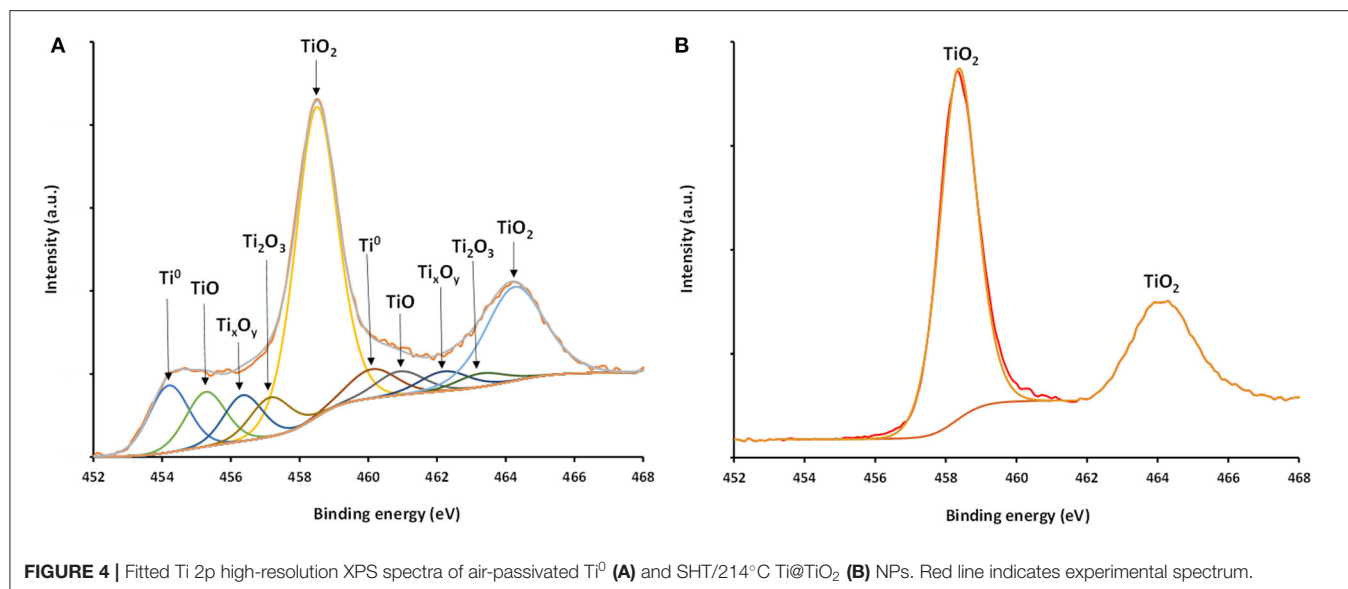 A
B
TiO₂
TiO₂
Ti⁰
TiO
TiₓOᵧ
Ti₂O₃
Ti⁰
TiO
TiₓOᵧ
Ti₂O₃
TiO₂
TiO₂
Intensity (a.u.)
Intensity (a.u.)
452 454 456 458 460 462 464 466 468
452 454 456 458 460 462 464 466 468
Binding energy (eV)
Binding energy (eV)
FIGURE 4 | Fitted Ti 2p high-resolution XPS spectra of air-passivated Ti⁰ (A) and SHT/214°C Ti@TiO₂ (B) NPs. Red line indicates experimental spectrum.